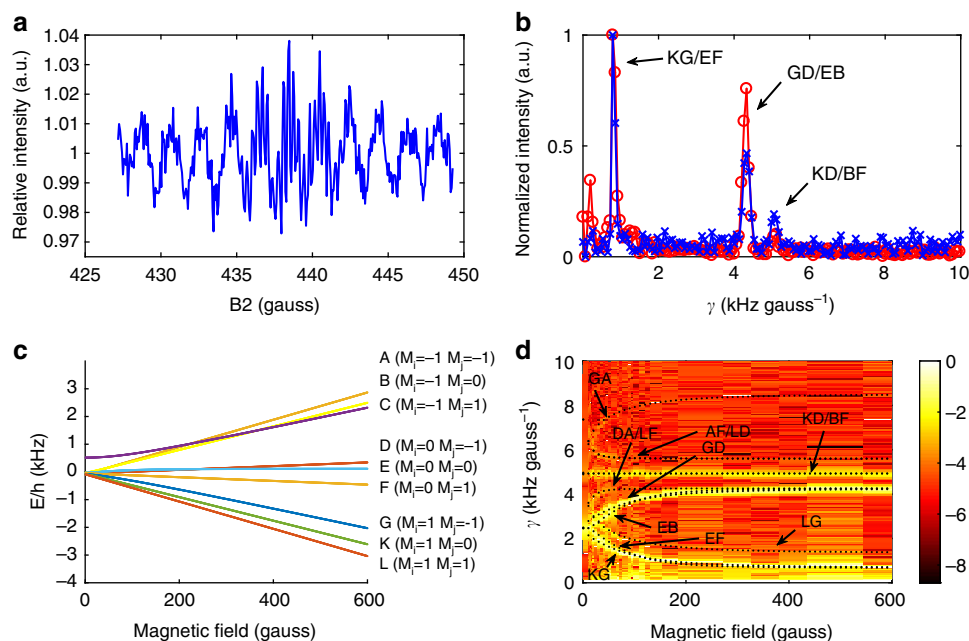 a
1.04
1.03
1.02
1.01
1
0.99
0.98
0.97
425 430 435 440 445 450
B2 (gauss)
Relative intensity (a.u.)
b
1
0.5
0
2 4 6 8 10
γ (kHz gauss⁻¹)
Normalized intensity (a.u.)
KG/EF
GD/EB
KD/BF
c
3
2
1
0
−1
−2
−3
−4
0 200 400 600
Magnetic field (gauss)
E/h (kHz)
A (Mi=−1 Mj=−1)
B (Mi=−1 Mj=0)
C (Mi=−1 Mj=1)
D (Mi=0 Mj=−1)
E (Mi=0 Mj=0)
F (Mi=0 Mj=1)
G (Mi=1 Mj=−1)
K (Mi=1 Mj=0)
L (Mi=1 Mj=1)
d
10
8
6
4
2
0
0 200 400 600
Magnetic field (gauss)
γ (kHz gauss⁻¹)
GA
DA/LF
AF/LD
GD
KD/BF
EB
EF
LG
KG
0
−2
−4
−6
−8